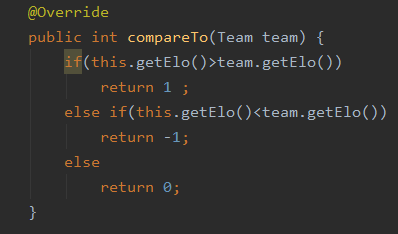 @Override
public int compareTo(Team team) {
    if(this.getElo()>team.getElo())
        return 1 ;
    else if(this.getElo()<team.getElo())
        return -1;
    else
        return 0;
}